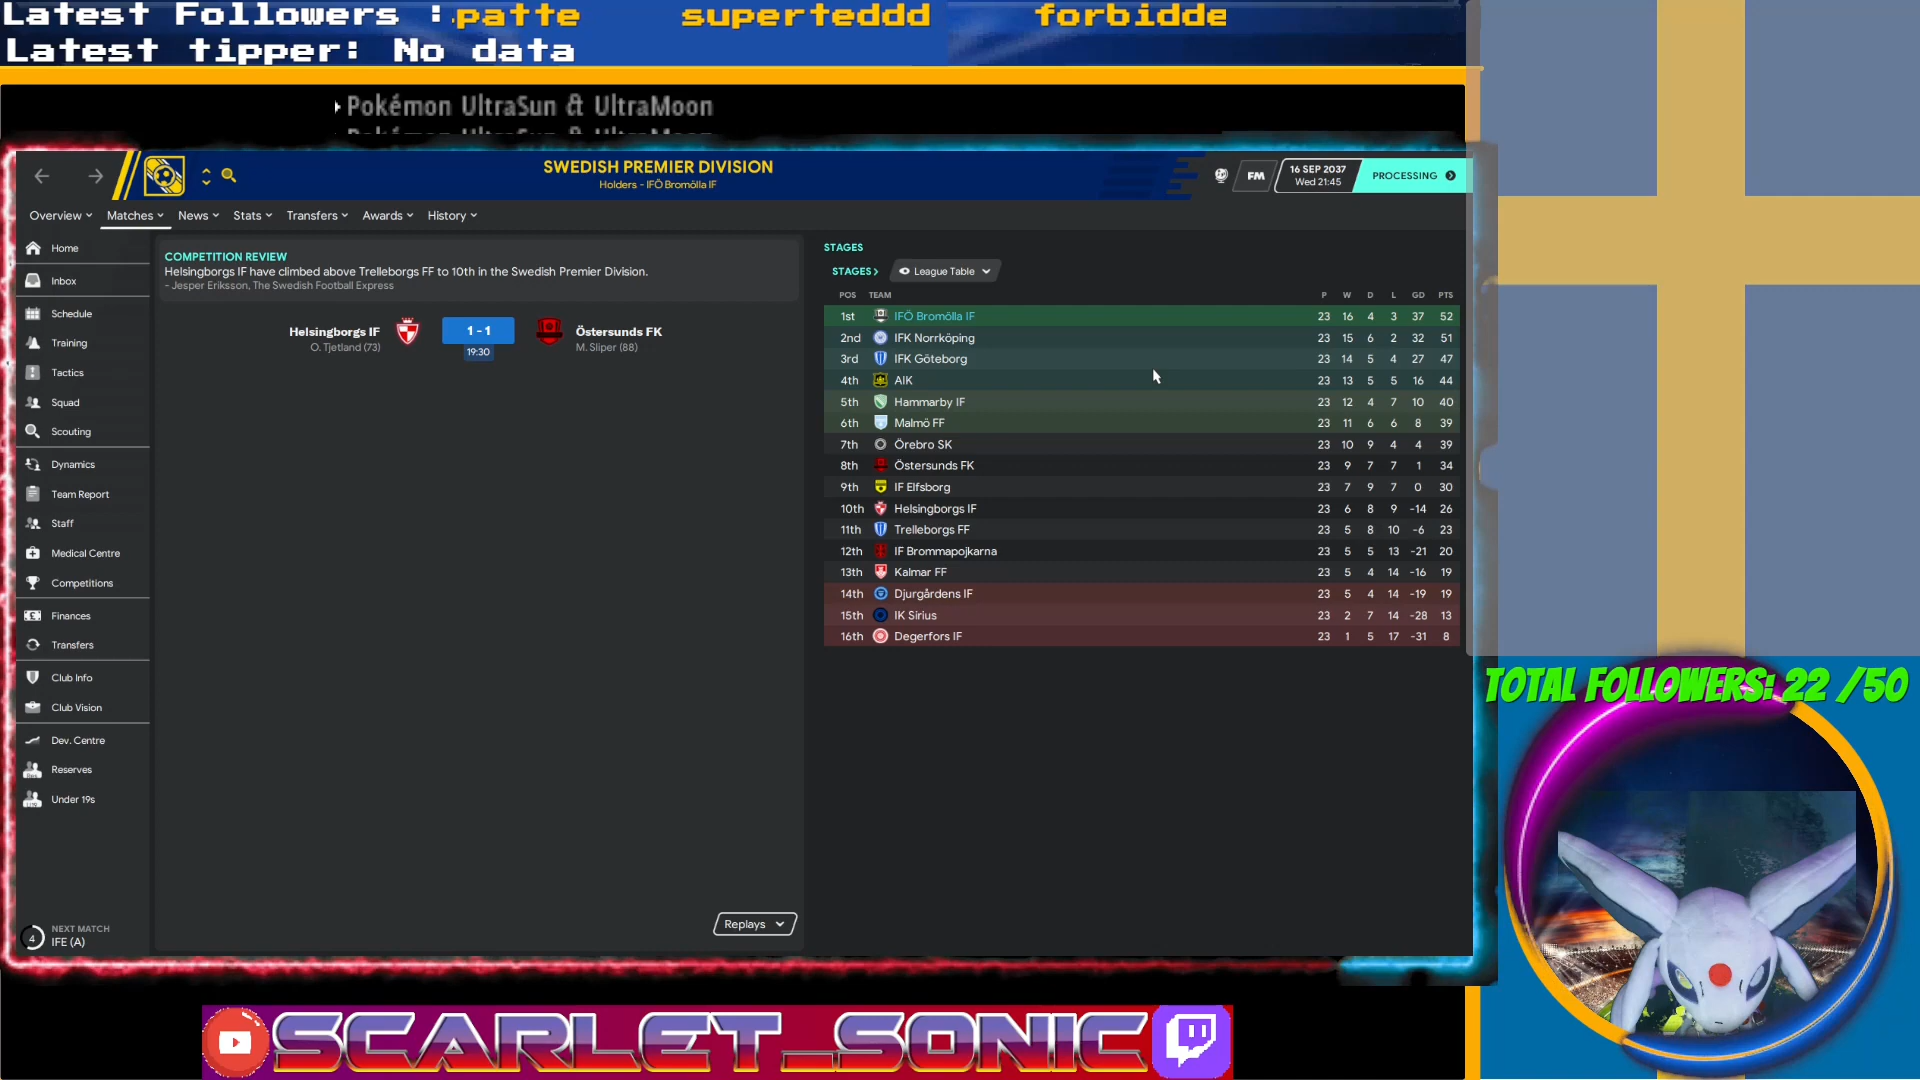 Latest Followers : patte superteddd forbidde
Latest tipper: No data
Pokémon UltraSun & UltraMoon
SWEDISH PREMIER DIVISION
Holders - IFÖ Bromölla IF
FM
16 SEP 2037
Wed 21:45
PROCESSING
Overview Matches News Stats Transfers Awards History
Home
Inbox
Schedule
Training
Tactics
Squad
Scouting
Dynamics
Team Report
Staff
Medical Centre
Competitions
Finances
Transfers
Club Info
Club Vision
Dev. Centre
Reserves
Under 19s
4 NEXT MATCH
IFE (A)
COMPETITION REVIEW
Helsingborgs IF have climbed above Trelleborgs FF to 10th in the Swedish Premier Division.
- Jesper Eriksson, The Swedish Football Express
Helsingborgs IF 1 - 1 Östersunds FK
O. Tjetland (73) 19:30 M. Sliper (88)
Replays
STAGES
STAGES> League Table
POS TEAM P W D L GD PTS
1st IFÖ Bromölla IF 23 16 4 3 37 52
2nd IFK Norrköping 23 15 6 2 32 51
3rd IFK Göteborg 23 14 5 4 27 47
4th AIK 23 13 5 5 16 44
5th Hammarby IF 23 12 4 7 10 40
6th Malmö FF 23 11 6 6 8 39
7th Örebro SK 23 10 9 4 4 39
8th Östersunds FK 23 9 7 7 1 34
9th IF Elfsborg 23 7 9 7 0 30
10th Helsingborgs IF 23 6 8 9 -14 26
11th Trelleborgs FF 23 5 8 10 -6 23
12th IF Brommapojkarna 23 5 5 13 -21 20
13th Kalmar FF 23 5 4 14 -16 19
14th Djurgårdens IF 23 5 4 14 -19 19
15th IK Sirius 23 2 7 14 -28 13
16th Degerfors IF 23 1 5 17 -31 8
TOTAL FOLLOWERS: 22 /50
SCARLET_SONIC